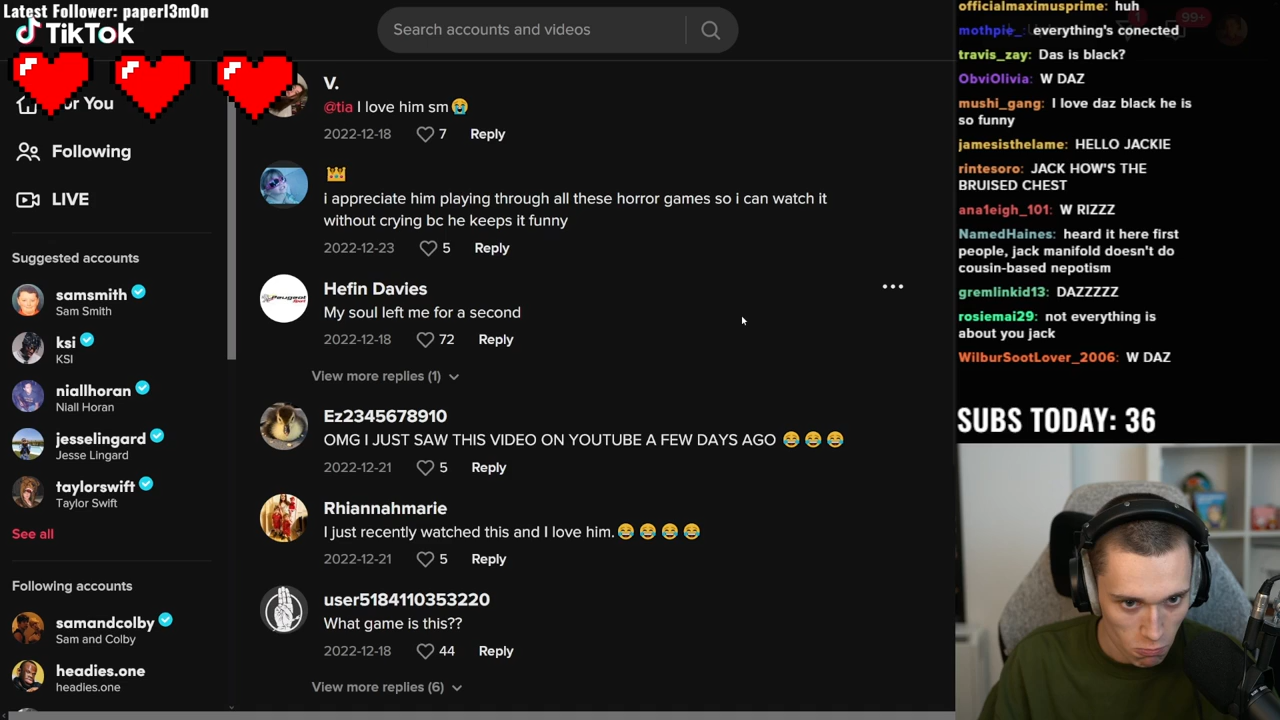 Latest Follower: paperl3m0n
TikTok
Search accounts and videos
For You
Following
LIVE
Suggested accounts
samsmith
Sam Smith
ksi
KSI
niallhoran
Niall Horan
jesselingard
Jesse Lingard
taylorswift
Taylor Swift
See all
Following accounts
samandcolby
Sam and Colby
headies.one
headies.one
V.
@tia I love him sm😭
2022-12-18 7 Reply
👑
i appreciate him playing through all these horror games so i can watch it
without crying bc he keeps it funny
2022-12-23 5 Reply
Hefin Davies
My soul left me for a second
2022-12-18 72 Reply
View more replies (1)
Ez2345678910
OMG I JUST SAW THIS VIDEO ON YOUTUBE A FEW DAYS AGO 😂😂😂
2022-12-21 5 Reply
Rhiannahmarie
I just recently watched this and I love him.😂😂😂😂
2022-12-21 5 Reply
user5184110353220
What game is this??
2022-12-18 44 Reply
View more replies (6)
officialmaximusprime: huh
mothpie_: everything's conected
travis_zay: Das is black?
ObviOlivia: W DAZ
mushi_gang: I love daz black he is
so funny
jamesisthelame: HELLO JACKIE
rintesoro: JACK HOW'S THE
BRUISED CHEST
ana1eigh_101: W RIZZZ
NamedHaines: heard it here first
people, jack manifold doesn't do
cousin-based nepotism
gremlinkid13: DAZZZZZ
rosiemai29: not everything is
about you jack
WilburSootLover_2006: W DAZ
SUBS TODAY: 36
1
99+